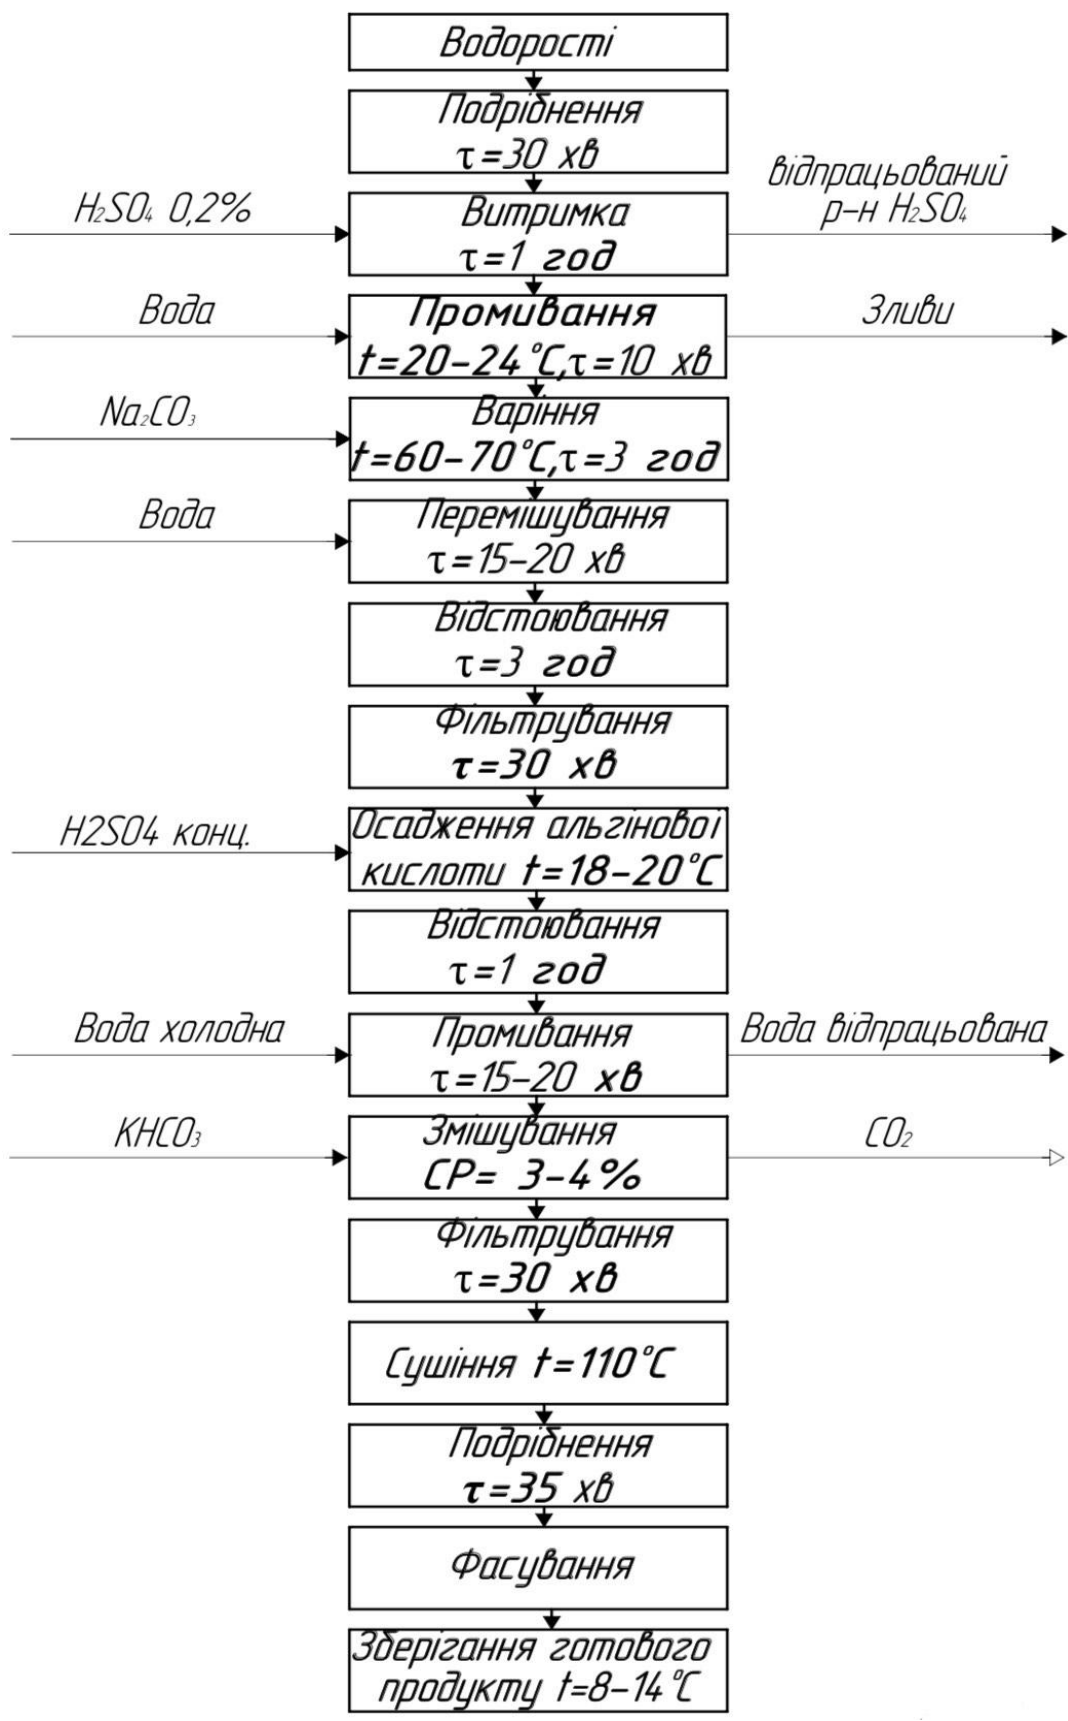 Водорості
Подрібнення
τ=30 хв
H₂SO₄ 0,2%
Витримка
τ=1 год
відпрацьований
р-н H₂SO₄
Вода
Промивання
t=20-24°C,τ=10 хв
Зливи
Na₂CO₃
Варіння
t=60-70°C,τ=3 год
Вода
Перемішування
τ=15-20 хв
Відстоювання
τ=3 год
Фільтрування
τ=30 хв
H2SO4 конц.
Осадження альгінової
кислоти t=18-20°C
Відстоювання
τ=1 год
Вода холодна
Промивання
τ=15-20 хв
Вода відпрацьована
KHCO₃
Змішування
СР= 3-4%
CO₂
Фільтрування
τ=30 хв
Сушіння t=110°C
Подрібнення
τ=35 хв
Фасування
Зберігання готового
продукту t=8-14°C